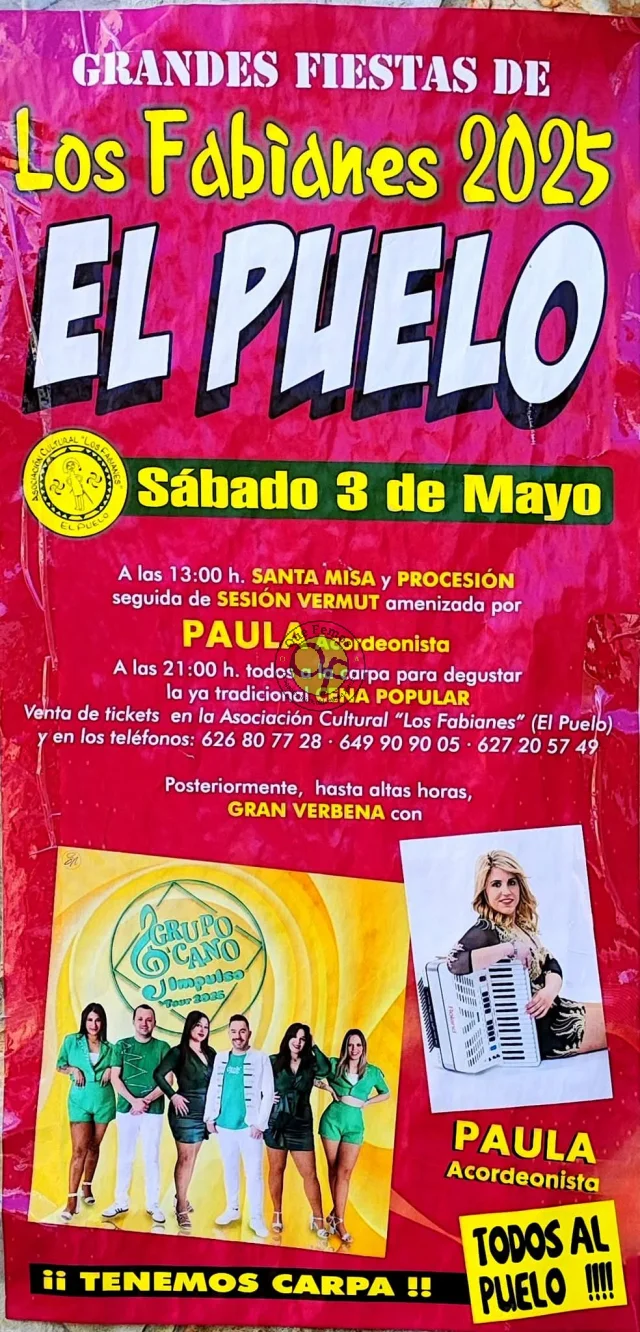 GRANDES FIESTAS DE
Los Fabianes 2025
EL PUELO
ASOCIACIÓN CULTURAL "LOS FABIANES"
EL PUELO
Sábado 3 de Mayo
A las 13:00 h. SANTA MISA y PROCESIÓN
seguida de SESIÓN VERMUT amenizada por
PAULA Acordeonista
A las 21:00 h. todos a la carpa para degustar
la ya tradicional CENA POPULAR
Venta de tickets en la Asociación Cultural "Los Fabianes" (El Puelo)
y en los teléfonos: 626 80 77 28 · 649 90 90 05 · 627 20 57 49
Posteriormente, hasta altas horas,
GRAN VERBENA con
GRUPO
CANO
Impulso
Tour 2025
Roland
PAULA
Acordeonista
TODOS AL
PUELO !!!!
¡¡ TENEMOS CARPA !!